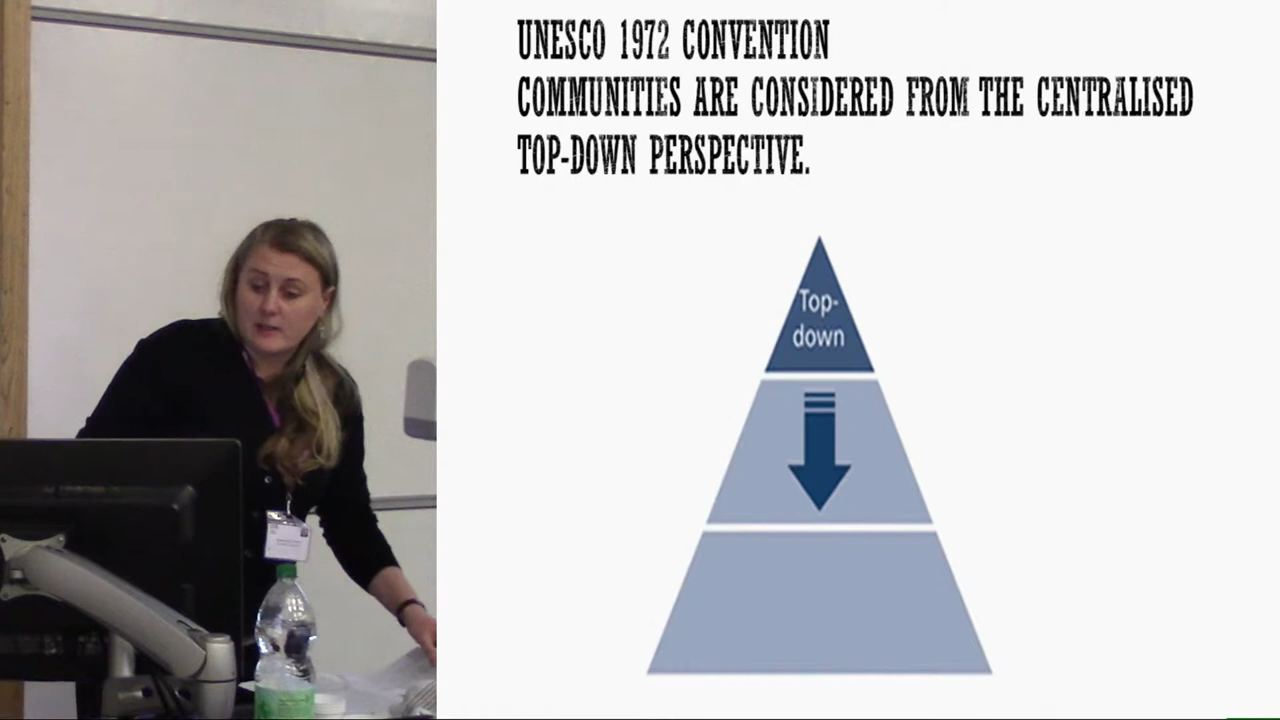 UNESCO 1972 CONVENTION
COMMUNITIES ARE CONSIDERED FROM THE CENTRALISED
TOP-DOWN PERSPECTIVE.
Top-
down